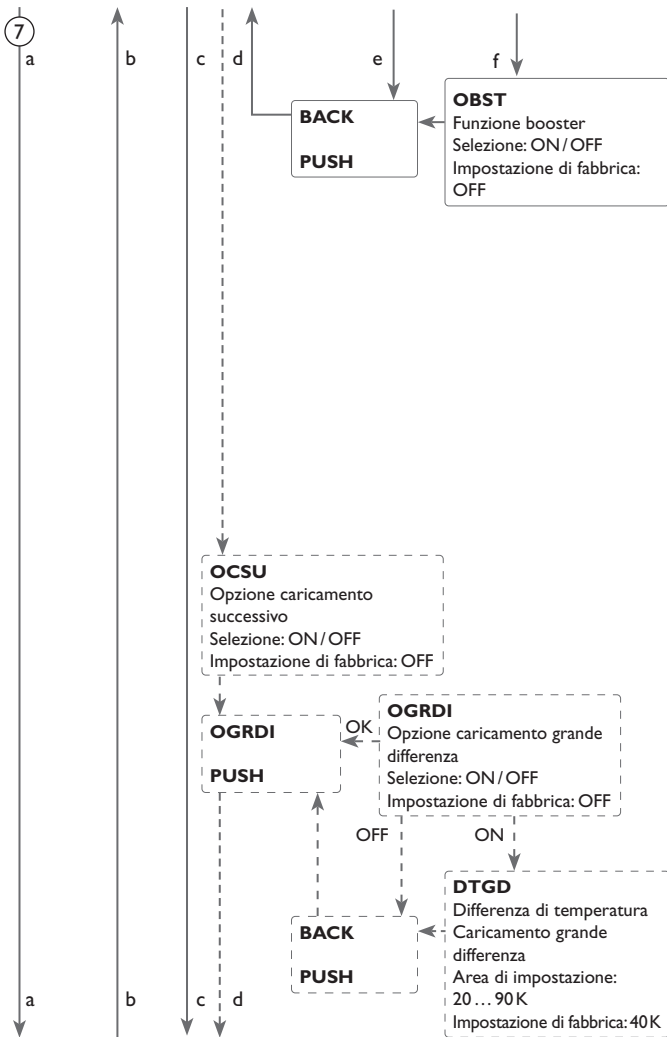 7
a
b
c
d
e
f
BACK
PUSH
OBST
Funzione booster
Selezione: ON / OFF
Impostazione di fabbrica:
OFF
OCSU
Opzione caricamento
successivo
Selezione: ON / OFF
Impostazione di fabbrica: OFF
OGRDI
PUSH
OK
OGRDI
Opzione caricamento grande
differenza
Selezione: ON / OFF
Impostazione di fabbrica: OFF
OFF
ON
BACK
PUSH
DTGD
Differenza di temperatura
Caricamento grande
differenza
Area di impostazione:
20 ... 90 K
Impostazione di fabbrica: 40 K
a
b
c
d